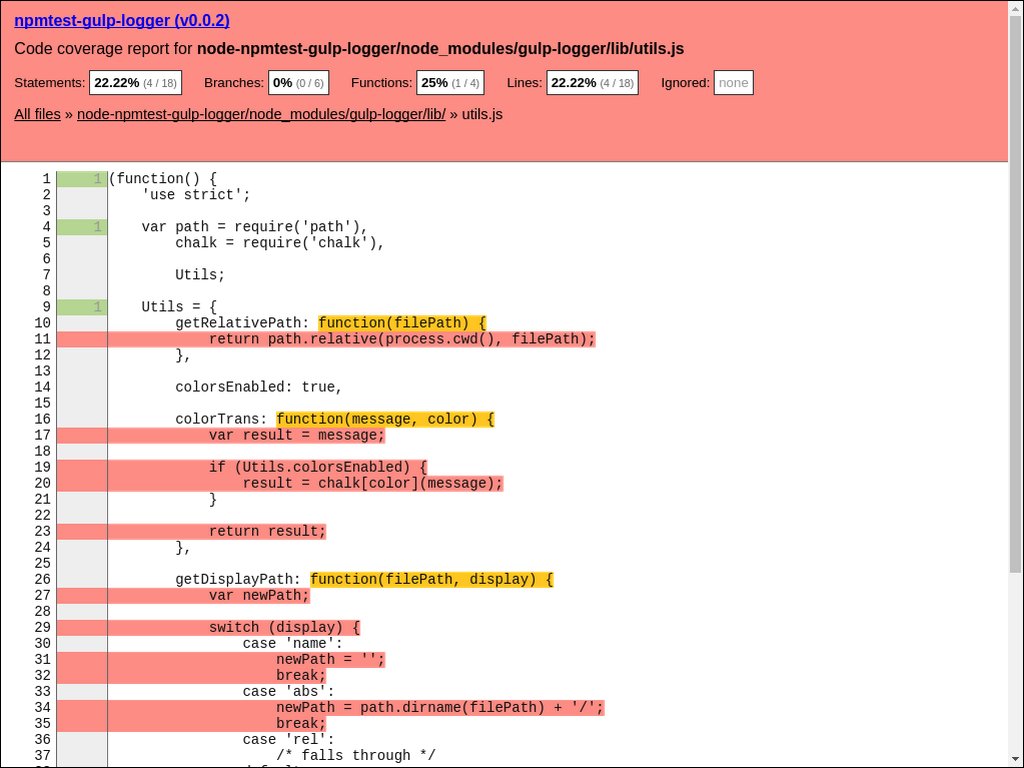 npmtest-gulp-logger (v0.0.2)
Code coverage report for node-npmtest-gulp-logger/node_modules/gulp-logger/lib/utils.js
Statements: 22.22% (4 / 18) Branches: 0% (0 / 6) Functions: 25% (1 / 4) Lines: 22.22% (4 / 18) Ignored: none
All files » node-npmtest-gulp-logger/node_modules/gulp-logger/lib/ » utils.js
1 1 (function() {
2 'use strict';
3
4 1 var path = require('path'),
5 chalk = require('chalk'),
6
7 Utils;
8
9 1 Utils = {
10 getRelativePath: function(filePath) {
11 return path.relative(process.cwd(), filePath);
12 },
13
14 colorsEnabled: true,
15
16 colorTrans: function(message, color) {
17 var result = message;
18
19 if (Utils.colorsEnabled) {
20 result = chalk[color](message);
21 }
22
23 return result;
24 },
25
26 getDisplayPath: function(filePath, display) {
27 var newPath;
28
29 switch (display) {
30 case 'name':
31 newPath = '';
32 break;
33 case 'abs':
34 newPath = path.dirname(filePath) + '/';
35 break;
36 case 'rel':
37 /* falls through */